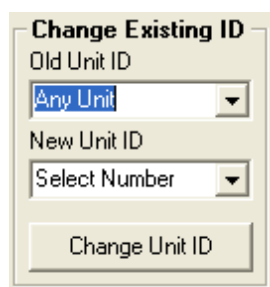 Change Existing ID
Old Unit ID
Any Unit
New Unit ID
Select Number
Change Unit ID